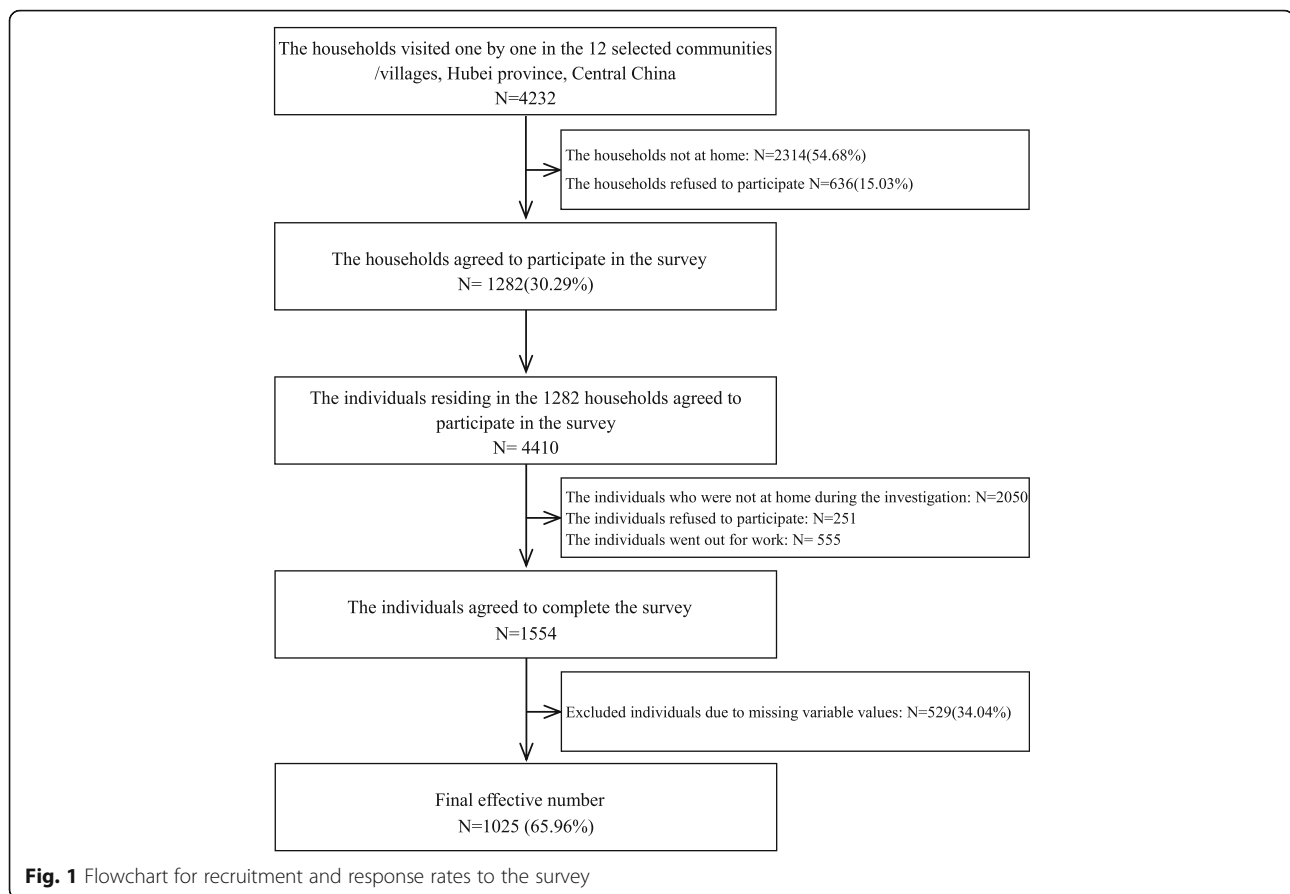 The households visited one by one in the 12 selected communities
/villages, Hubei province, Central China
N=4232
The households not at home: N=2314(54.68%)
The households refused to participate N=636(15.03%)
The households agreed to participate in the survey
N= 1282(30.29%)
The individuals residing in the 1282 households agreed to
participate in the survey
N= 4410
The individuals who were not at home during the investigation: N=2050
The individuals refused to participate: N=251
The individuals went out for work: N= 555
The individuals agreed to complete the survey
N=1554
Excluded individuals due to missing variable values: N=529(34.04%)
Final effective number
N=1025 (65.96%)
Fig. 1 Flowchart for recruitment and response rates to the survey